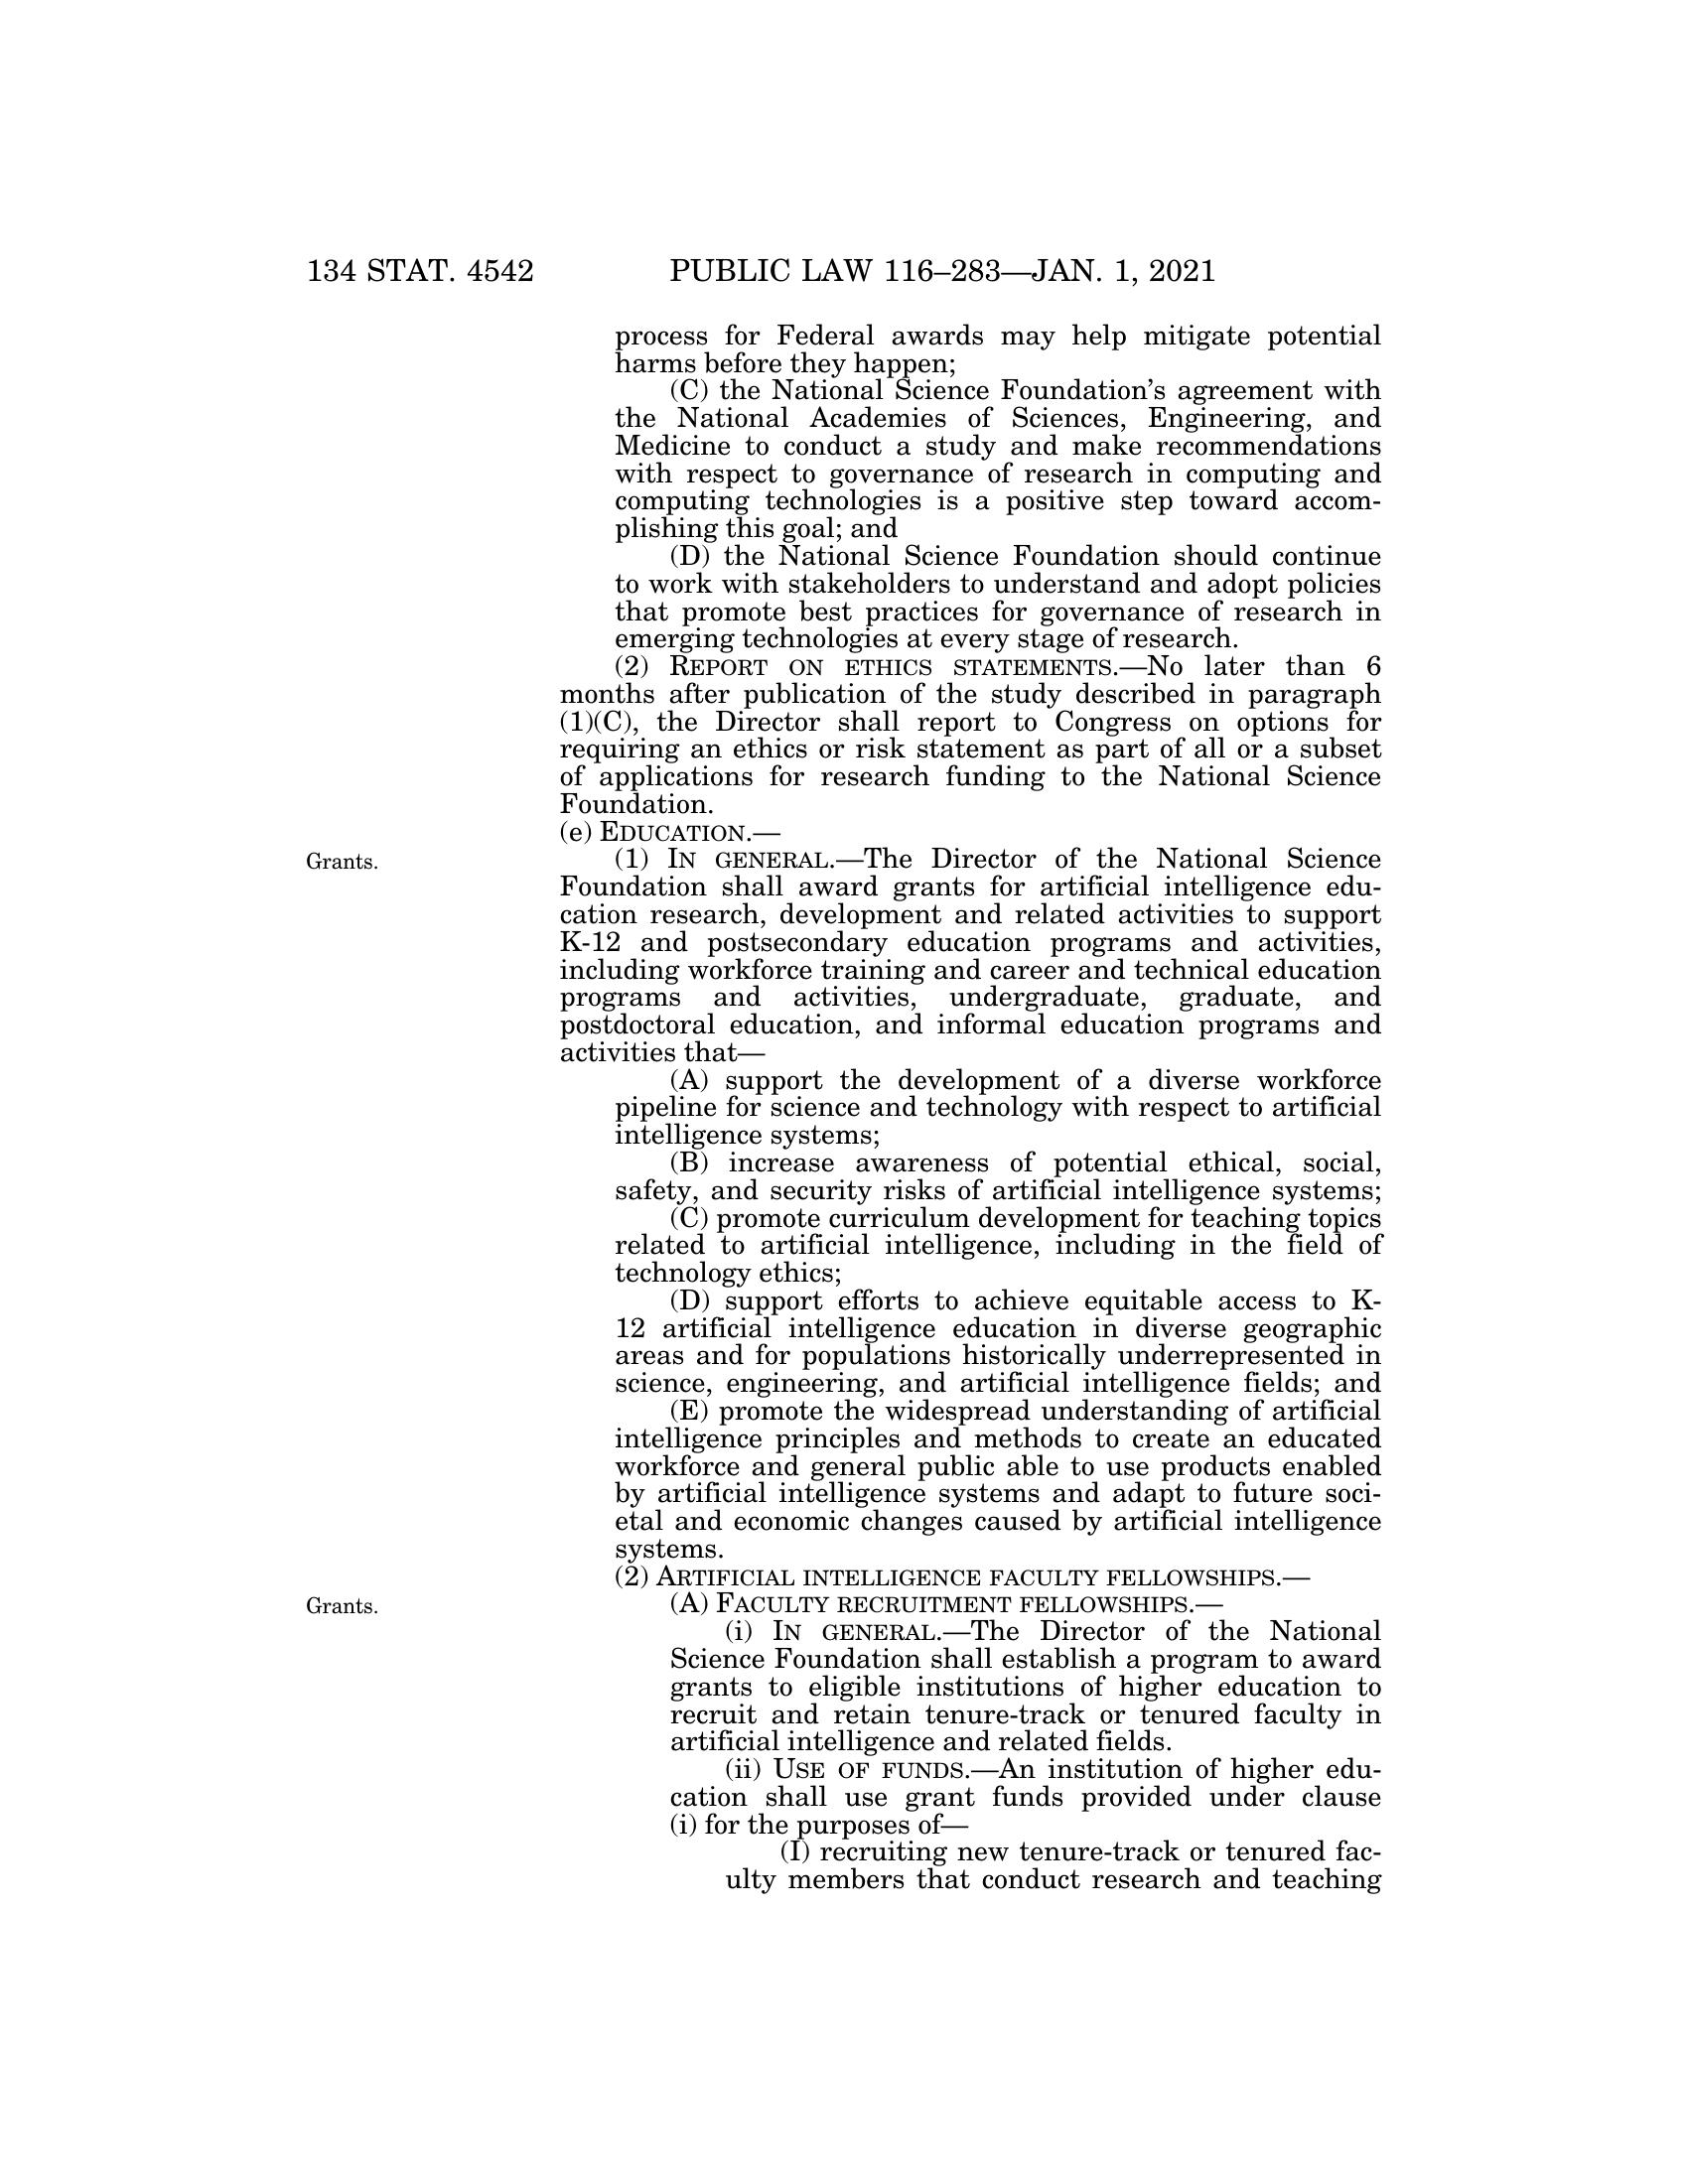 134 STAT. 4542 PUBLIC LAW 116–283—JAN. 1, 2021
process for Federal awards may help mitigate potential
harms before they happen;
(C) the National Science Foundation’s agreement with
the National Academies of Sciences, Engineering, and
Medicine to conduct a study and make recommendations
with respect to governance of research in computing and
computing technologies is a positive step toward accom-
plishing this goal; and
(D) the National Science Foundation should continue
to work with stakeholders to understand and adopt policies
that promote best practices for governance of research in
emerging technologies at every stage of research.
(2) REPORT ON ETHICS STATEMENTS.—No later than 6
months after publication of the study described in paragraph
(1)(C), the Director shall report to Congress on options for
requiring an ethics or risk statement as part of all or a subset
of applications for research funding to the National Science
Foundation.
(e) EDUCATION.—
Grants.
(1) IN GENERAL.—The Director of the National Science
Foundation shall award grants for artificial intelligence edu-
cation research, development and related activities to support
K-12 and postsecondary education programs and activities,
including workforce training and career and technical education
programs and activities, undergraduate, graduate, and
postdoctoral education, and informal education programs and
activities that—
(A) support the development of a diverse workforce
pipeline for science and technology with respect to artificial
intelligence systems;
(B) increase awareness of potential ethical, social,
safety, and security risks of artificial intelligence systems;
(C) promote curriculum development for teaching topics
related to artificial intelligence, including in the field of
technology ethics;
(D) support efforts to achieve equitable access to K-
12 artificial intelligence education in diverse geographic
areas and for populations historically underrepresented in
science, engineering, and artificial intelligence fields; and
(E) promote the widespread understanding of artificial
intelligence principles and methods to create an educated
workforce and general public able to use products enabled
by artificial intelligence systems and adapt to future soci-
etal and economic changes caused by artificial intelligence
systems.
(2) ARTIFICIAL INTELLIGENCE FACULTY FELLOWSHIPS.—
Grants.
(A) FACULTY RECRUITMENT FELLOWSHIPS.—
(i) IN GENERAL.—The Director of the National
Science Foundation shall establish a program to award
grants to eligible institutions of higher education to
recruit and retain tenure-track or tenured faculty in
artificial intelligence and related fields.
(ii) USE OF FUNDS.—An institution of higher edu-
cation shall use grant funds provided under clause
(i) for the purposes of—
(I) recruiting new tenure-track or tenured fac-
ulty members that conduct research and teaching